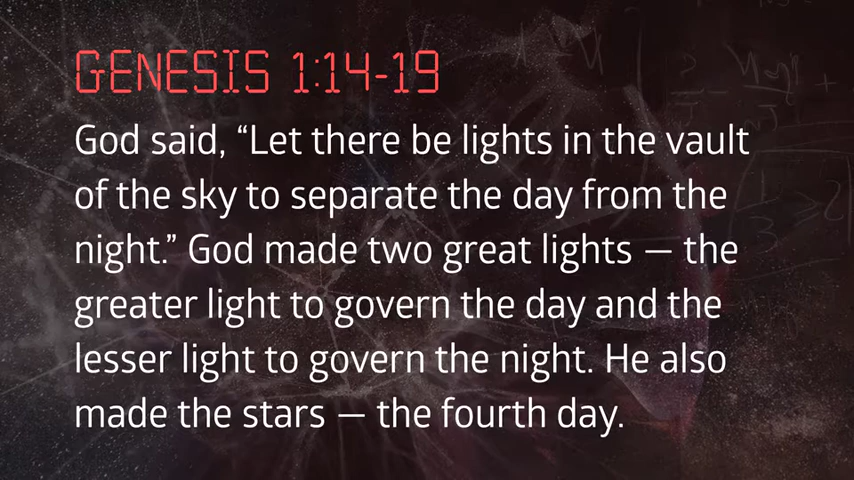 GENESIS 1:14-19
God said, “Let there be lights in the vault
of the sky to separate the day from the
night.” God made two great lights — the
greater light to govern the day and the
lesser light to govern the night. He also
made the stars — the fourth day.